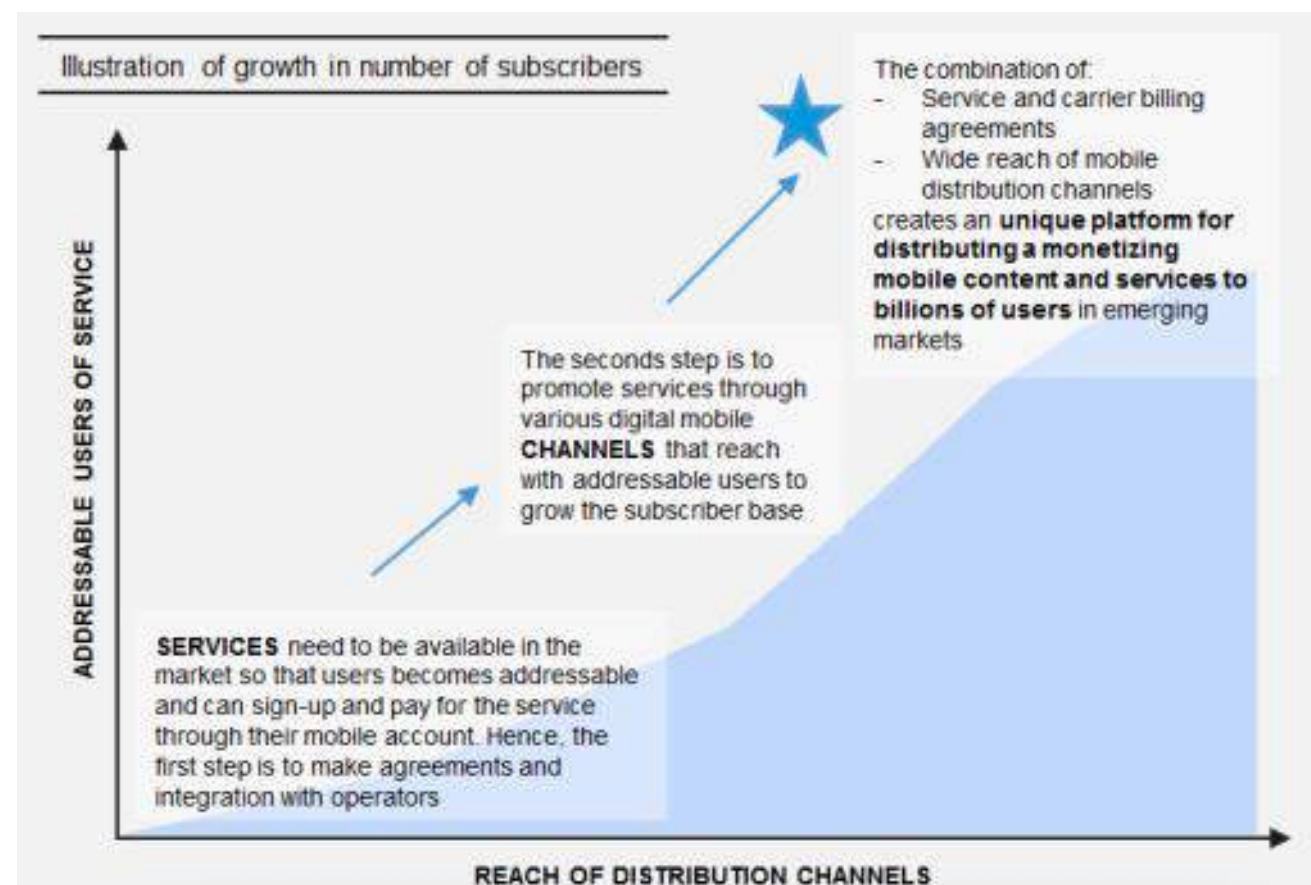 Illustration of growth in number of subscribers
The combination of:
- Service and carrier billing
agreements
- Wide reach of mobile
distribution channels
creates an unique platform for
distributing a monetizing
mobile content and services to
billions of users in emerging
markets
The seconds step is to
promote services through
various digital mobile
CHANNELS that reach
with addressable users to
grow the subscriber base
SERVICES need to be available in the
market so that users becomes addressable
and can sign-up and pay for the service
through their mobile account. Hence, the
first step is to make agreements and
integration with operators
ADDRESSABLE USERS OF SERVICE
REACH OF DISTRIBUTION CHANNELS